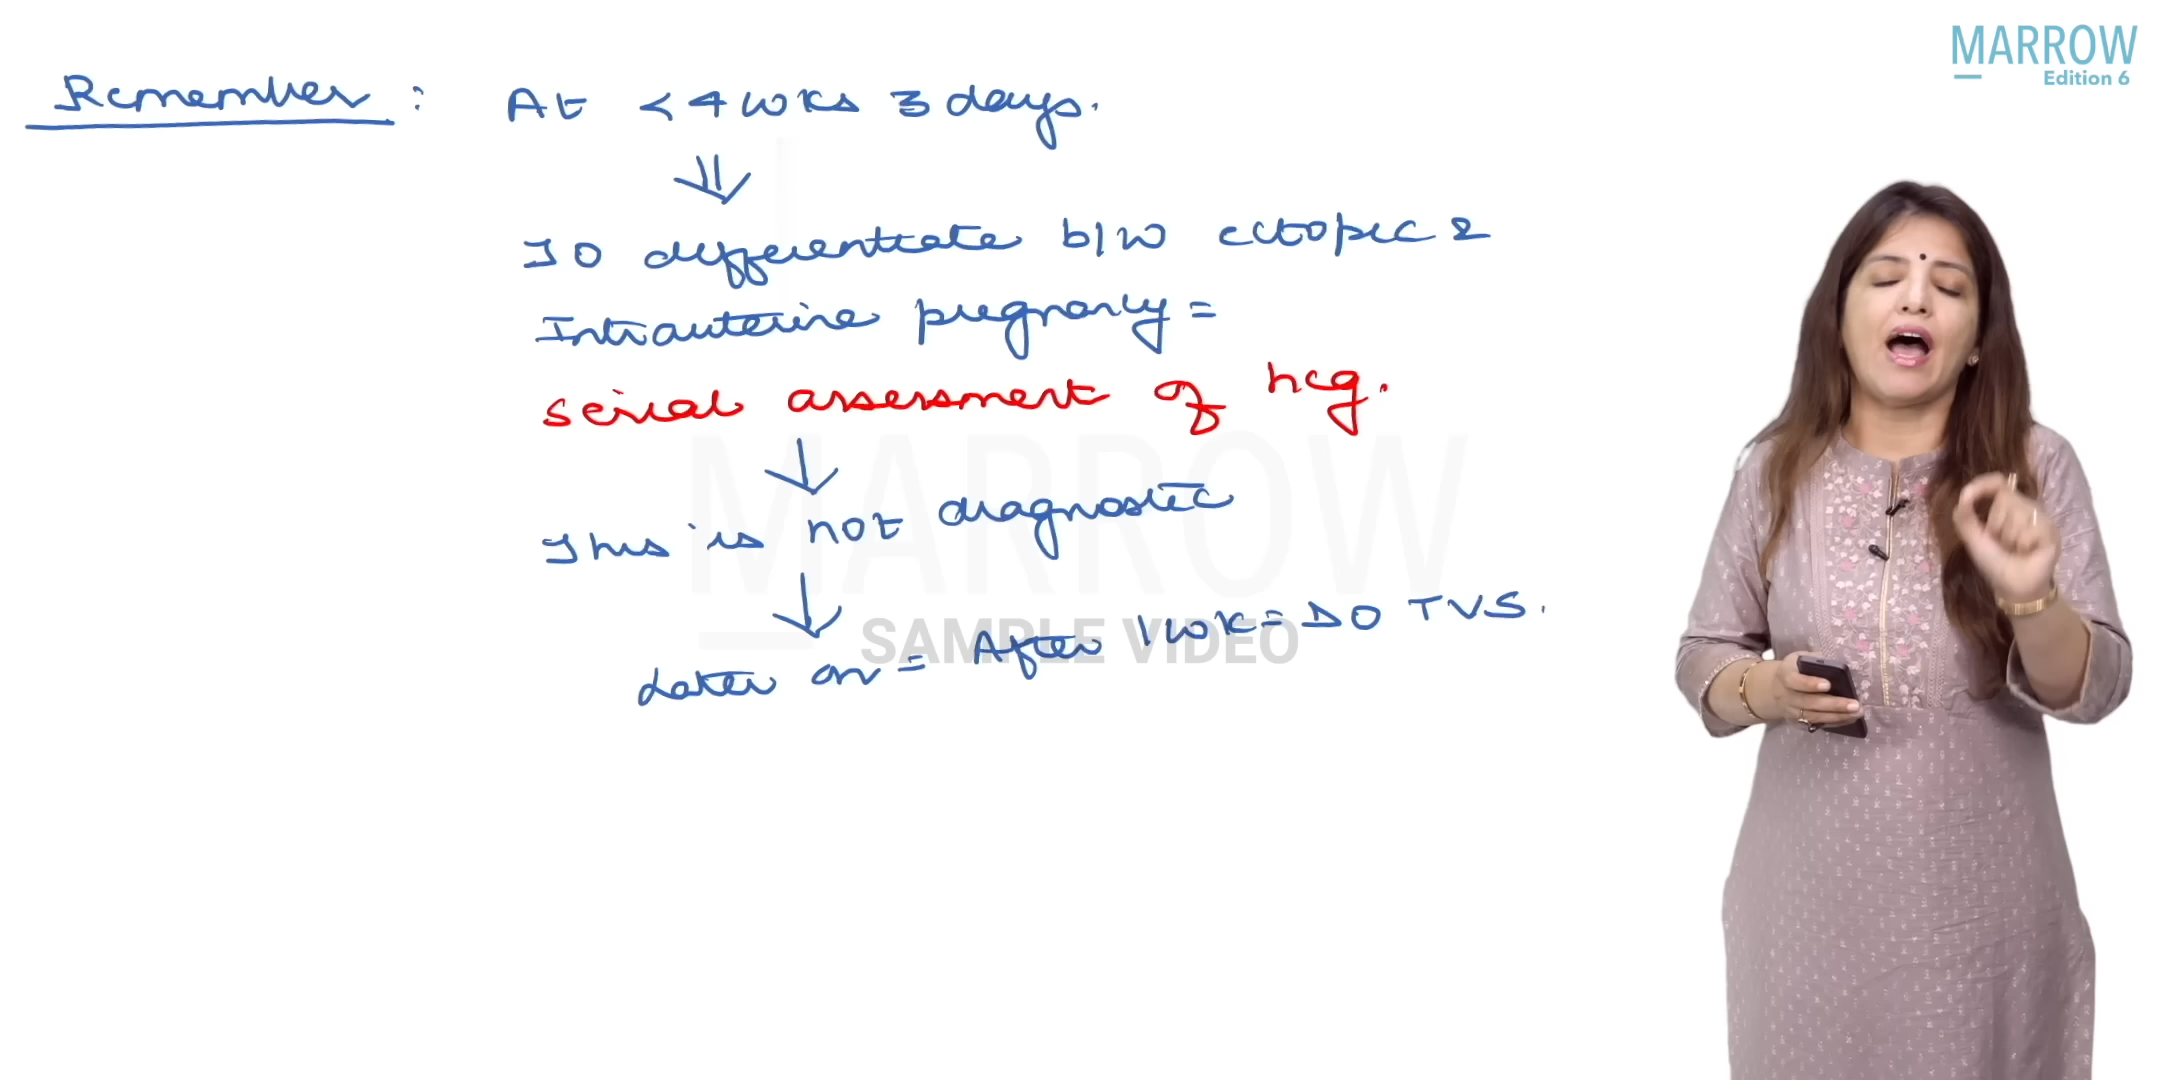 MARROW
Edition 6
Remember : At < 4 wks 3 days.
To differentiate b/w ectopic &
Intrauterine pregnancy =
serial assessment of hcg.
This is not diagnostic
Later on = After 1 wk = DO TVS.
MARROW
SAMPLE VIDEO